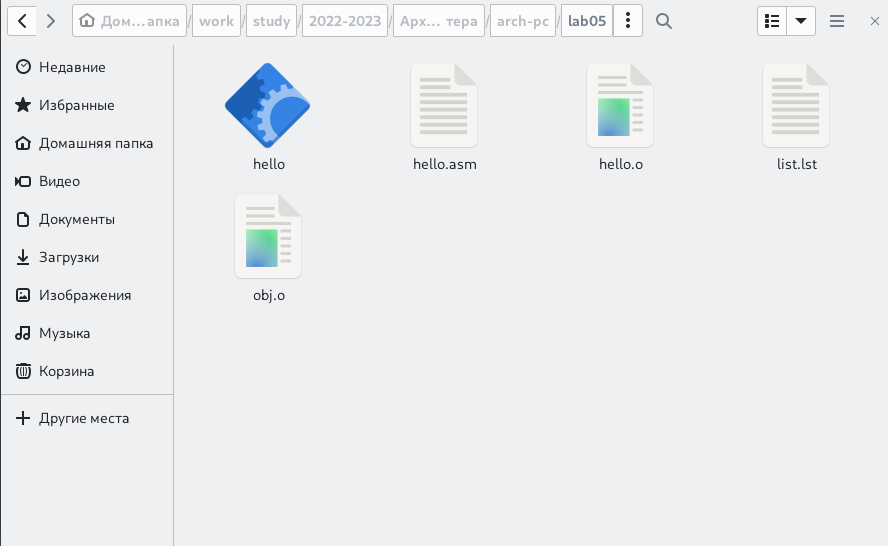 Дом…апка / work / study / 2022-2023 / Арх… тера / arch-pc / lab05
Недавние
Избранные
Домашняя папка
Видео
Документы
Загрузки
Изображения
Музыка
Корзина
Другие места
hello
hello.asm
hello.o
list.lst
obj.o